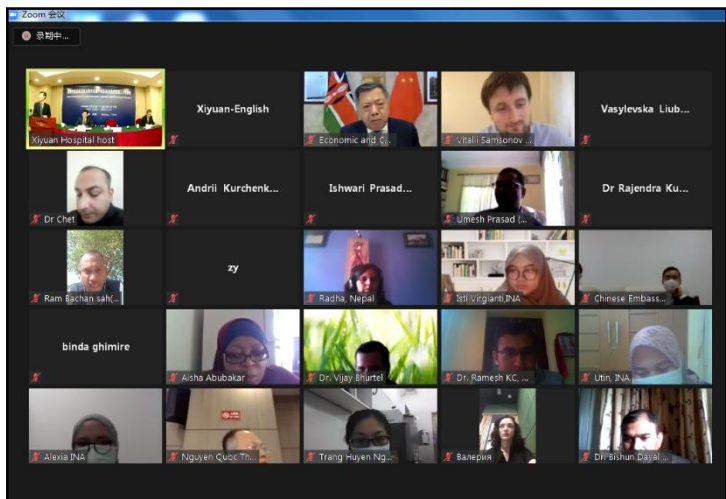 Zoom 会议
录制中...
Xiyuan Hospital host
Xiyuan-English
Economic and C...
Vitalii Samsonov ...
Vasylevska Liub...
Dr Chet
Andrii Kurchenk...
Ishwari Prasad...
Umesh Prasad (...
Dr Rajendra Ku...
Ram Bachan sah(...
zy
Radha, Nepal
Isti Virgianti,INA
Chinese Embass...
binda ghimire
Aisha Abubakar
Dr. Vijay Bhurtel
Dr. Ramesh KC, ...
Utin, INA
Alexia INA
Nguyen Quoc Th...
Trang Huyen Ng...
Валерия
Dr. Bishun Dayal ...